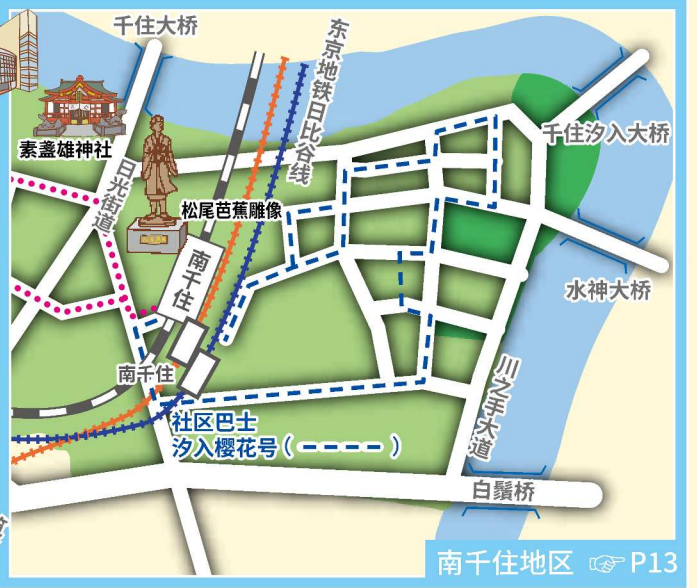 千住大桥
东京地铁日比谷线
千住汐入大桥
素盏雄神社
日光街道
松尾芭蕉雕像
南千住
水神大桥
南千住
川之手大道
社区巴士
汐入樱花号( ---- )
白鬚桥
南千住地区 ☞ P13